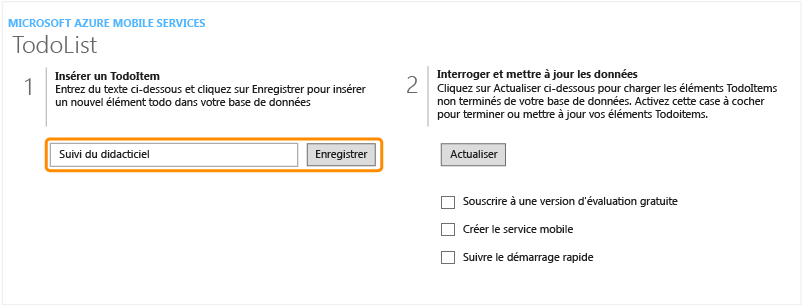 MICROSOFT AZURE MOBILE SERVICES
TodoList
1
Insérer un TodoItem
Entrez du texte ci-dessous et cliquez sur Enregistrer pour insérer
un nouvel élément todo dans votre base de données
Suivi du didacticiel
Enregistrer
2
Interroger et mettre à jour les données
Cliquez sur Actualiser ci-dessous pour charger les éléments TodoItems
non terminés de votre base de données. Activez cette case à cocher
pour terminer ou mettre à jour vos éléments Todoitems.
Actualiser
Souscrire à une version d'évaluation gratuite
Créer le service mobile
Suivre le démarrage rapide